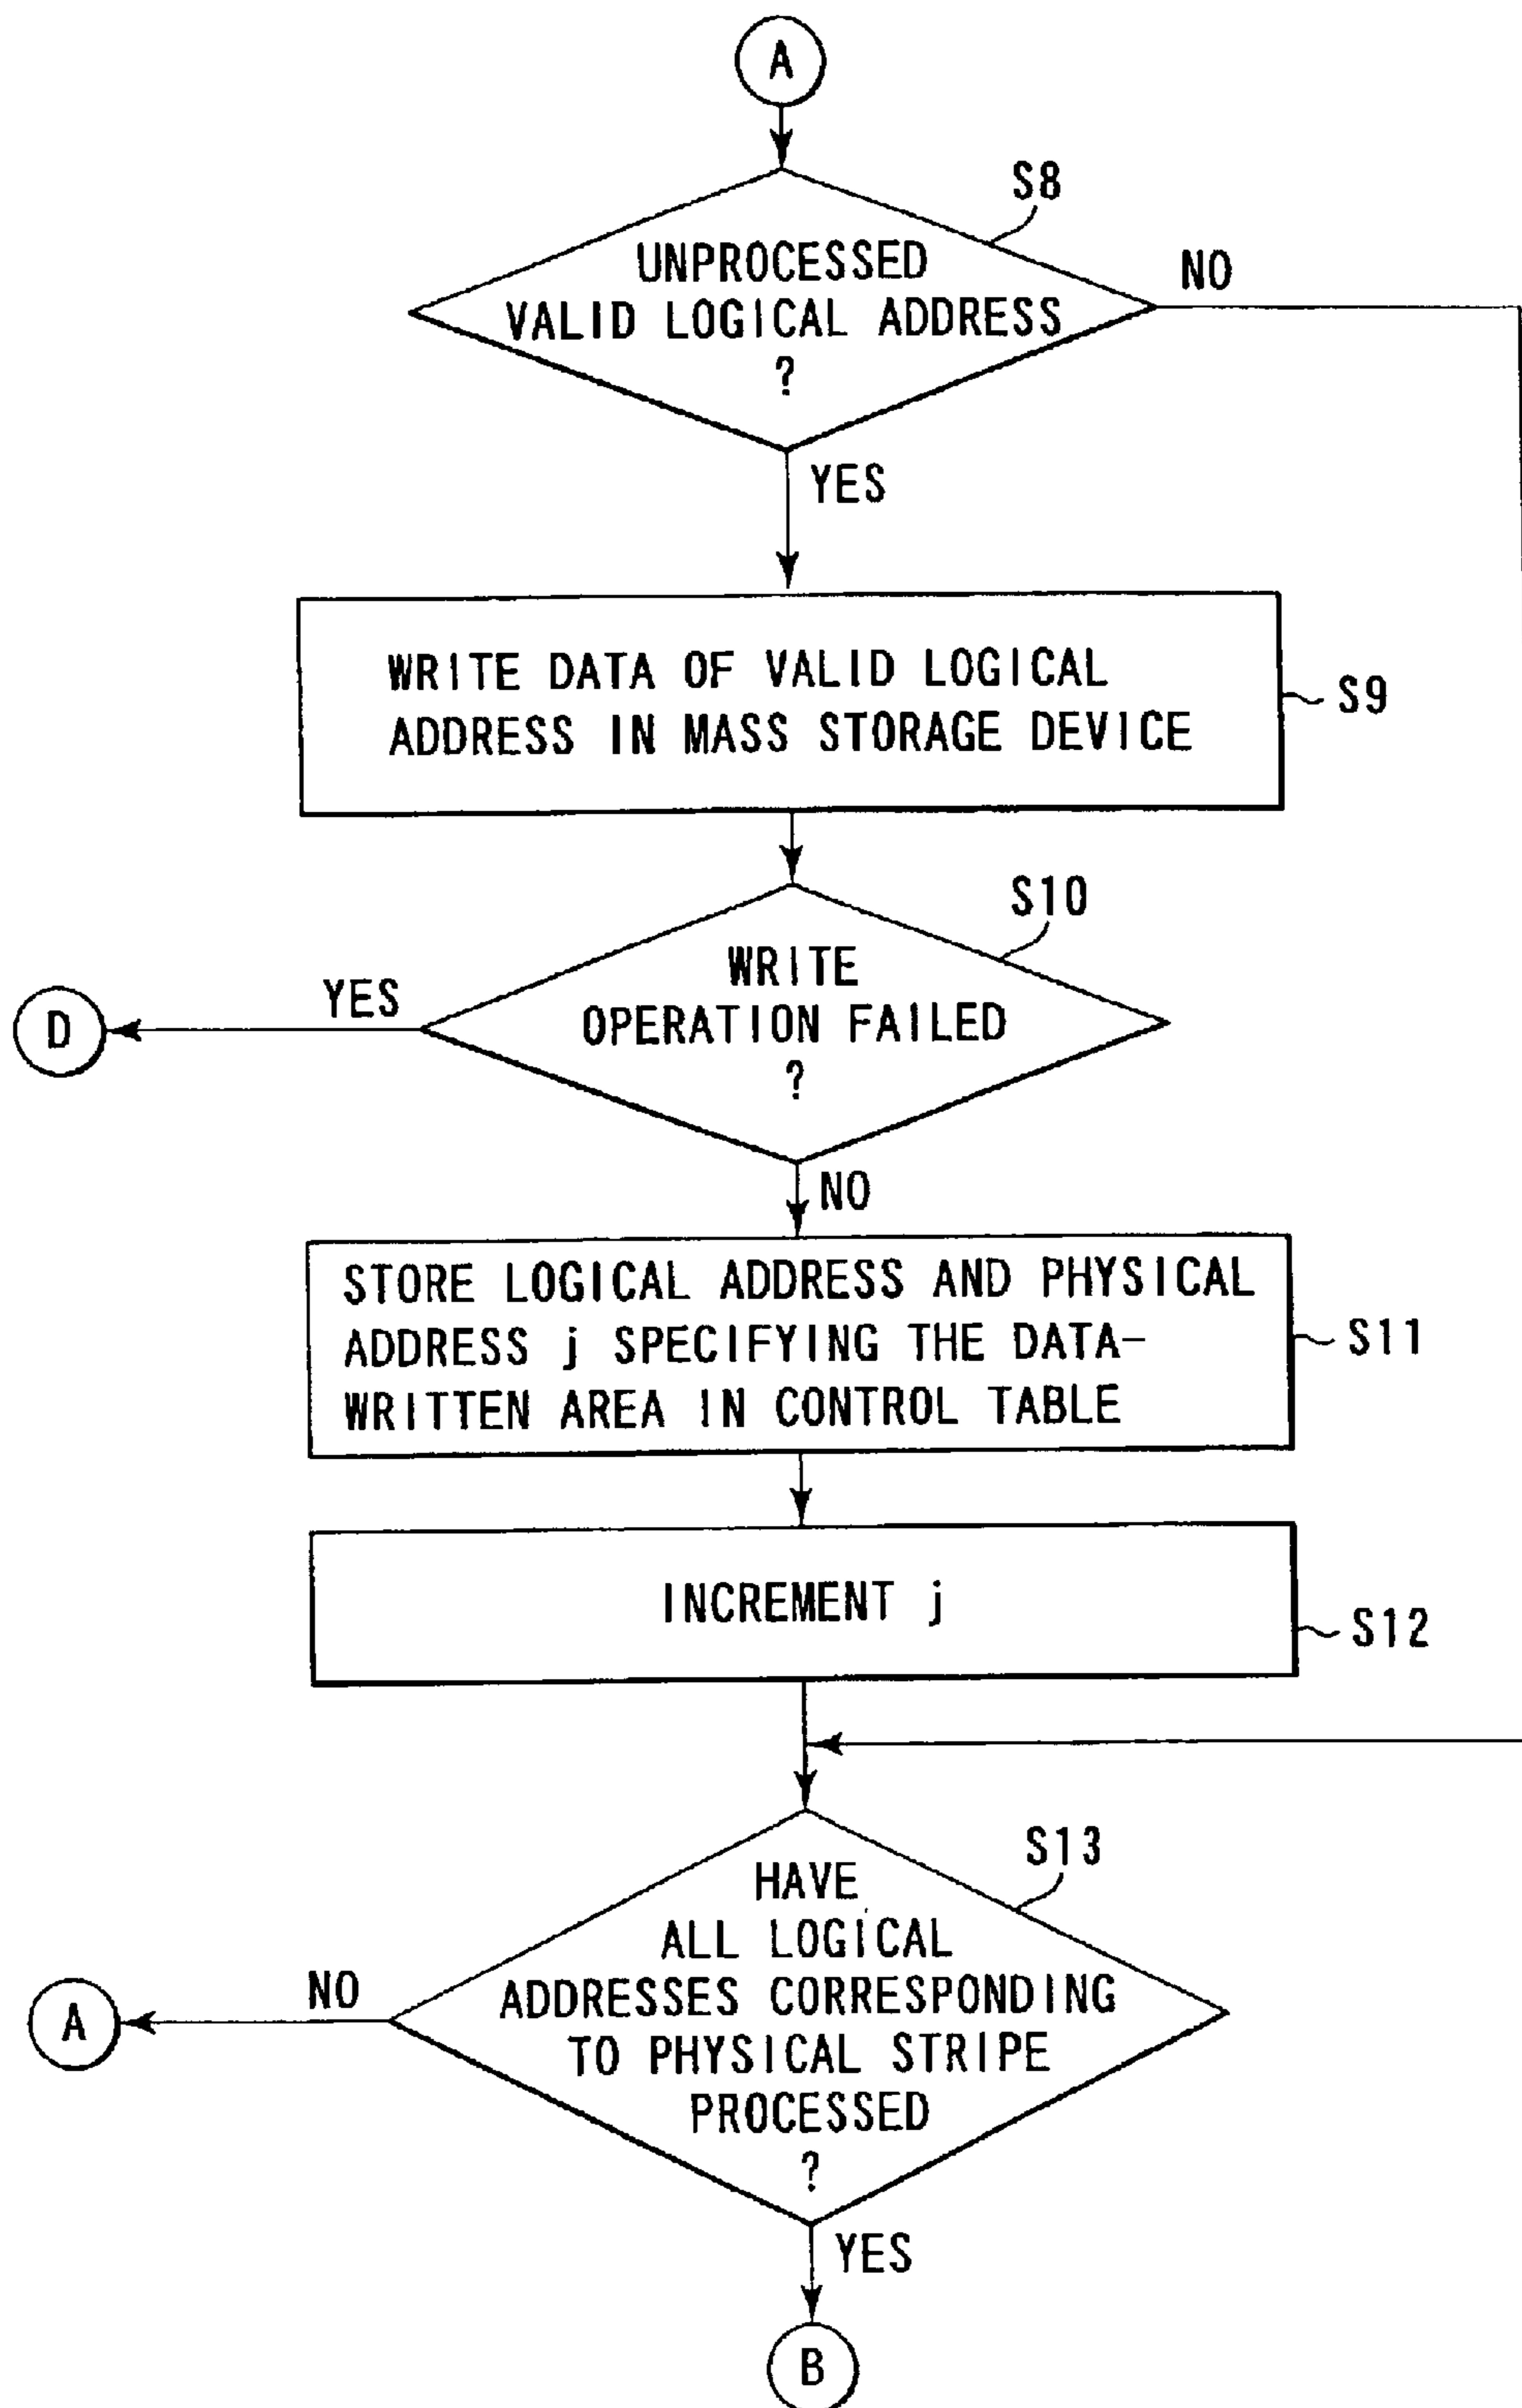 A
S8
UNPROCESSED
VALID LOGICAL ADDRESS
?
NO
YES
WRITE DATA OF VALID LOGICAL
ADDRESS IN MASS STORAGE DEVICE
S9
S10
WRITE
OPERATION FAILED
?
YES
D
NO
STORE LOGICAL ADDRESS AND PHYSICAL
ADDRESS j SPECIFYING THE DATA-
WRITTEN AREA IN CONTROL TABLE
S11
INCREMENT j
S12
S13
HAVE
ALL LOGICAL
ADDRESSES CORRESPONDING
TO PHYSICAL STRIPE
PROCESSED
?
NO
A
YES
B